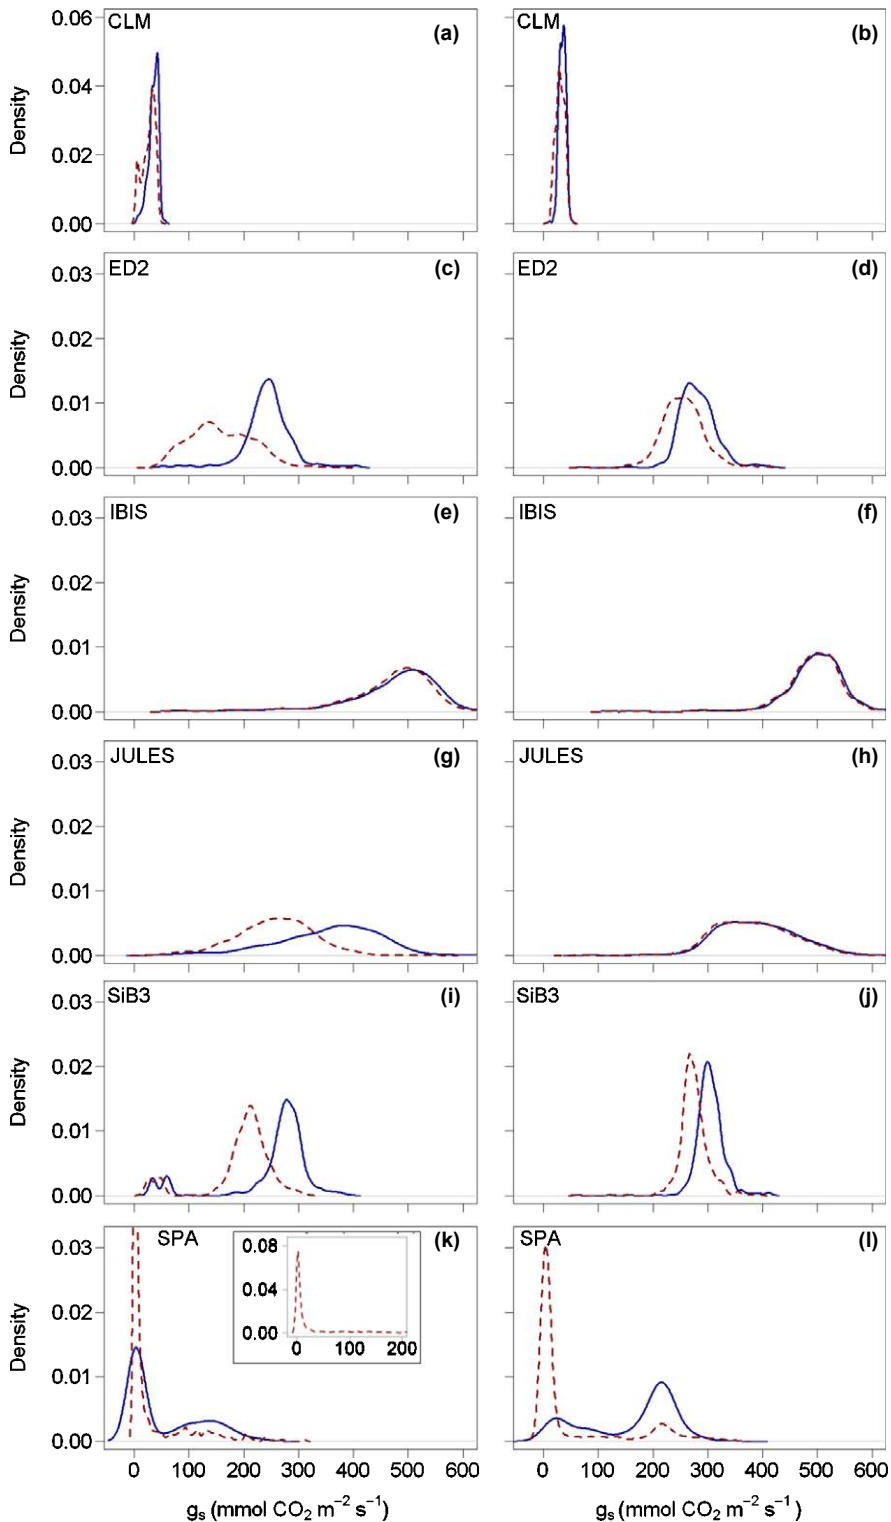 CLM (a)
CLM (b)
Density
0.06
0.04
0.02
0.00
ED2 (c)
ED2 (d)
Density
0.03
0.02
0.01
0.00
IBIS (e)
IBIS (f)
Density
0.03
0.02
0.01
0.00
JULES (g)
JULES (h)
Density
0.03
0.02
0.01
0.00
SiB3 (i)
SiB3 (j)
Density
0.03
0.02
0.01
0.00
SPA (k)
0.08
0.04
0.00
0 100 200
SPA (l)
Density
0.03
0.02
0.01
0.00
0 100 200 300 400 500
0 100 200 300 400 500 600
gₛ (mmol CO₂ m⁻² s⁻¹)
gₛ (mmol CO₂ m⁻² s⁻¹)